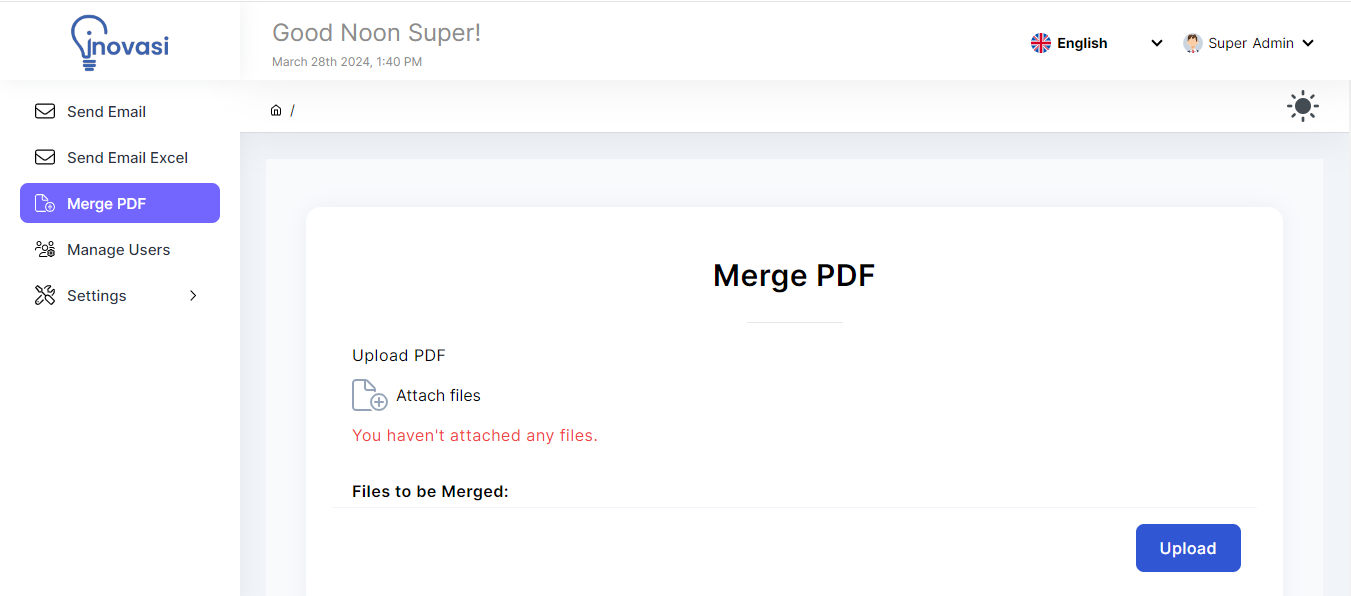 inovasi
Good Noon Super!
March 28th 2024, 1:40 PM
English
Super Admin
Send Email
Send Email Excel
Merge PDF
Manage Users
Settings
/
Merge PDF
Upload PDF
Attach files
You haven't attached any files.
Files to be Merged:
Upload